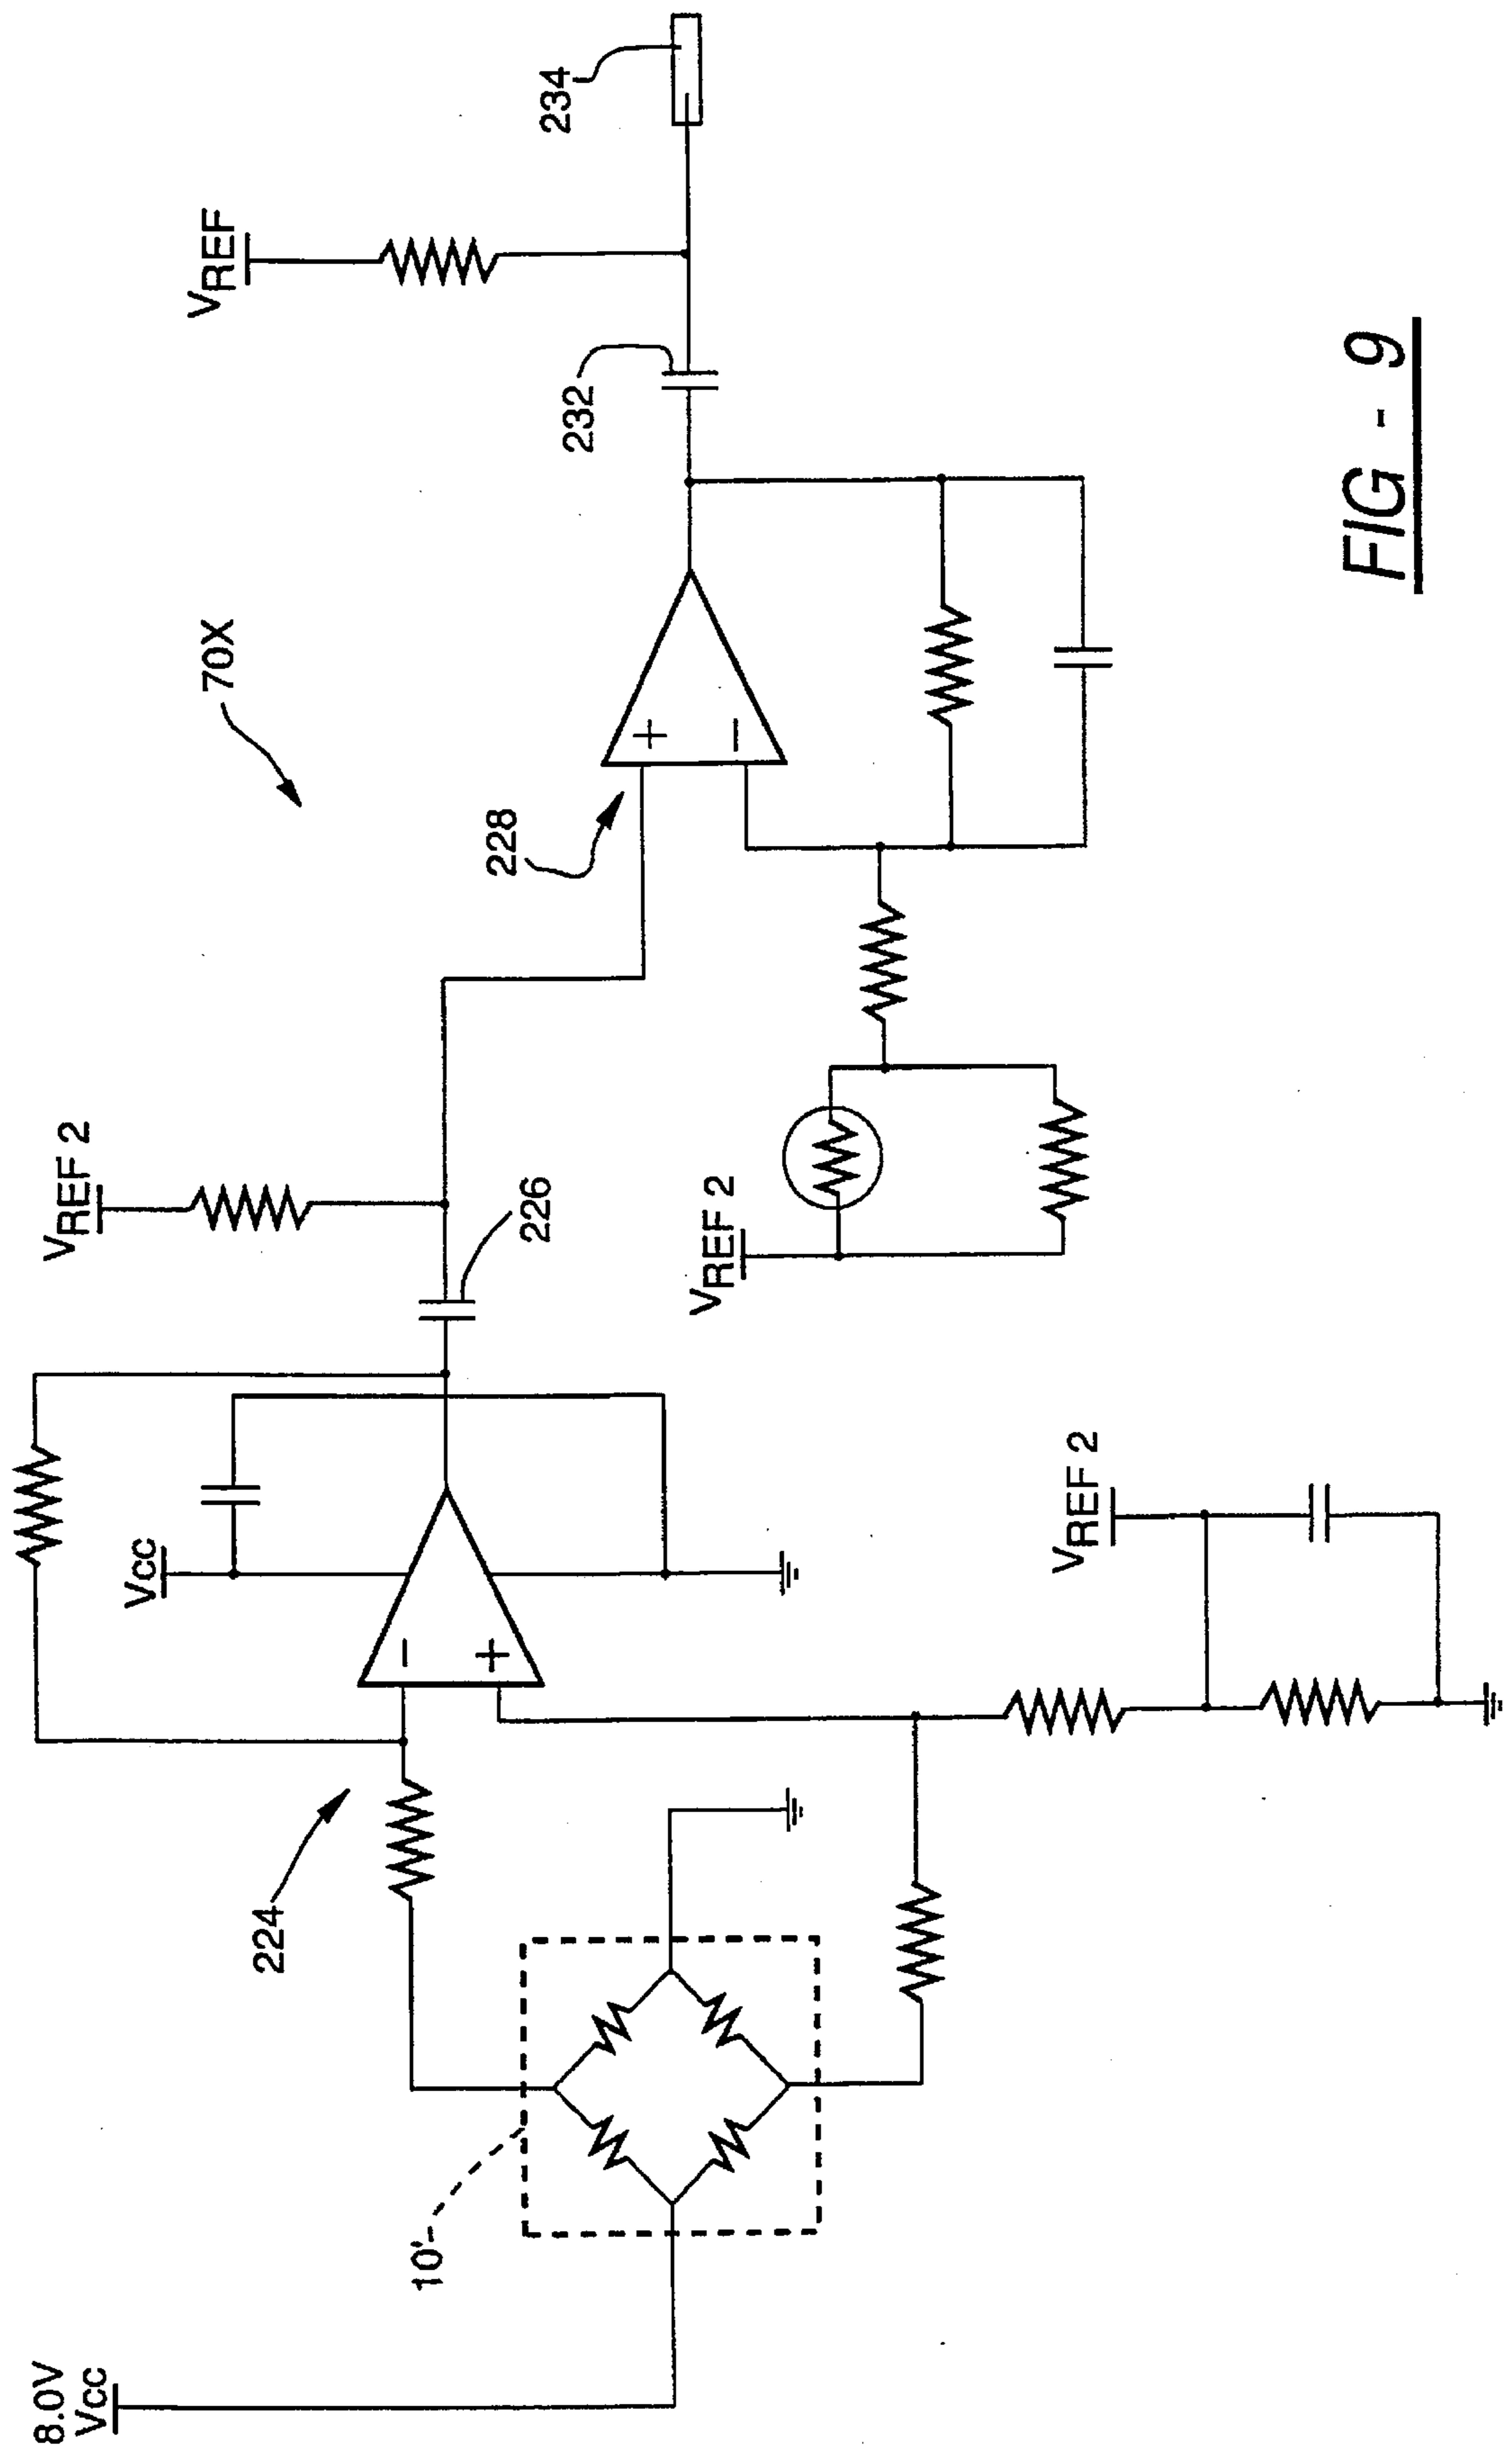 8.0V
Vcc
10'
224
Vcc
-
+
VREF 2
226
VREF 2
VREF 2
228
+
-
70X
232
VREF
234
FIG - 9